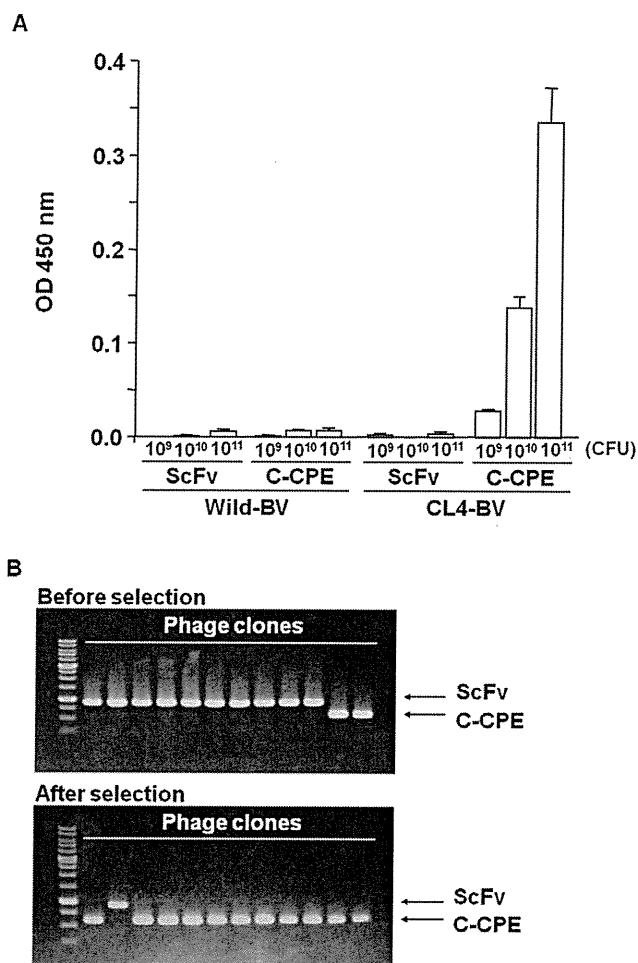 A
0.4
0.3
0.2
0.1
0.0
OD 450 nm
10⁹ 10¹⁰ 10¹¹ 10⁹ 10¹⁰ 10¹¹ 10⁹ 10¹⁰ 10¹¹ 10⁹ 10¹⁰ 10¹¹ (CFU)
ScFv C-CPE ScFv C-CPE
Wild-BV CL4-BV
B
Before selection
Phage clones
ScFv
C-CPE
After selection
Phage clones
ScFv
C-CPE